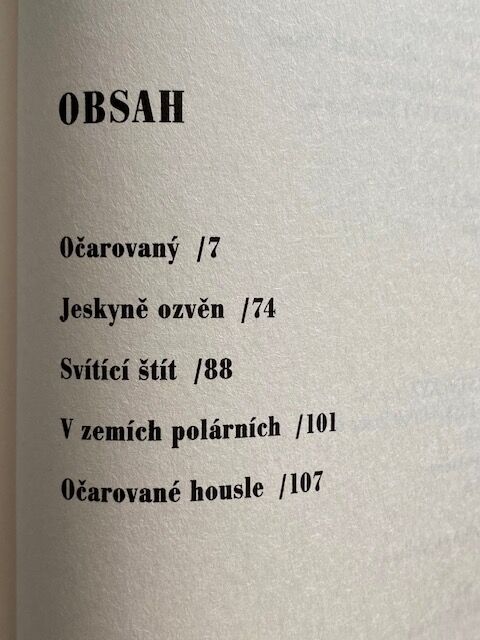 OBSAH
Očarovaný /7
Jeskyně ozvěn /74
Svítící štít /88
V zemích polárních /101
Očarované housle /107